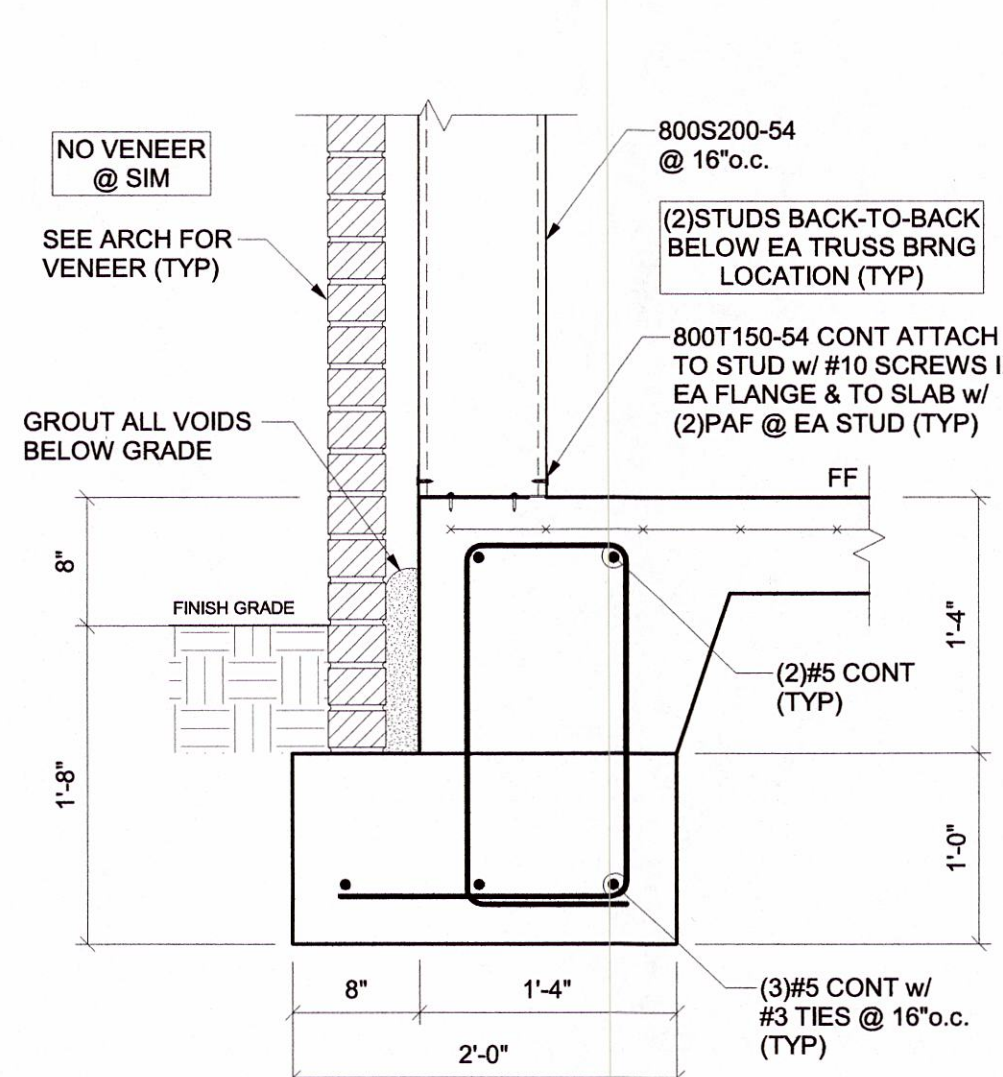 NO VENEER
@ SIM
SEE ARCH FOR
VENEER (TYP)
GROUT ALL VOIDS
BELOW GRADE
800S200-54
@ 16"o.c.
(2)STUDS BACK-TO-BACK
BELOW EA TRUSS BRNG
LOCATION (TYP)
800T150-54 CONT ATTACH
TO STUD w/ #10 SCREWS
EA FLANGE & TO SLAB w/
(2)PAF @ EA STUD (TYP)
FF
8"
FINISH GRADE
1'-8"
1'-4"
(2)#5 CONT
(TYP)
1'-0"
(3)#5 CONT w/
#3 TIES @ 16"o.c.
(TYP)
8"
1'-4"
2'-0"